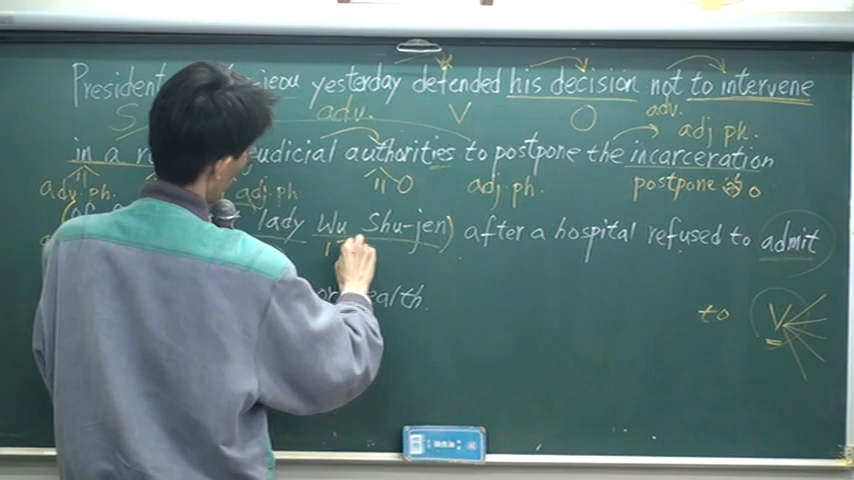 President yesterday defended his decision not to intervene
S adv. V O adv. adj ph.
in a judicial authorities to postpone the incarceration
adv ph. adj. ph O adj ph. postpone O
lady Wu Shu-jen) after a hospital refused to admit
to V
health.